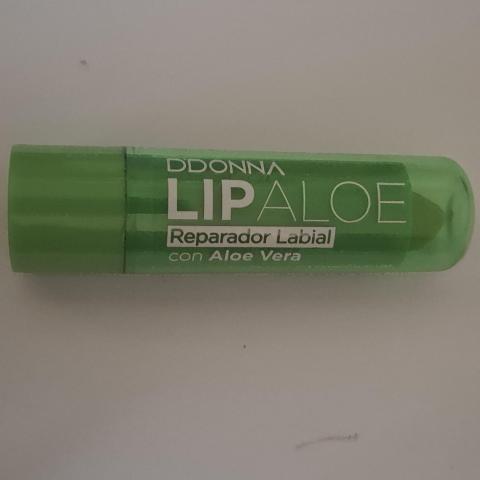 DDONNA
LIPALOE
Reparador Labial
con Aloe Vera